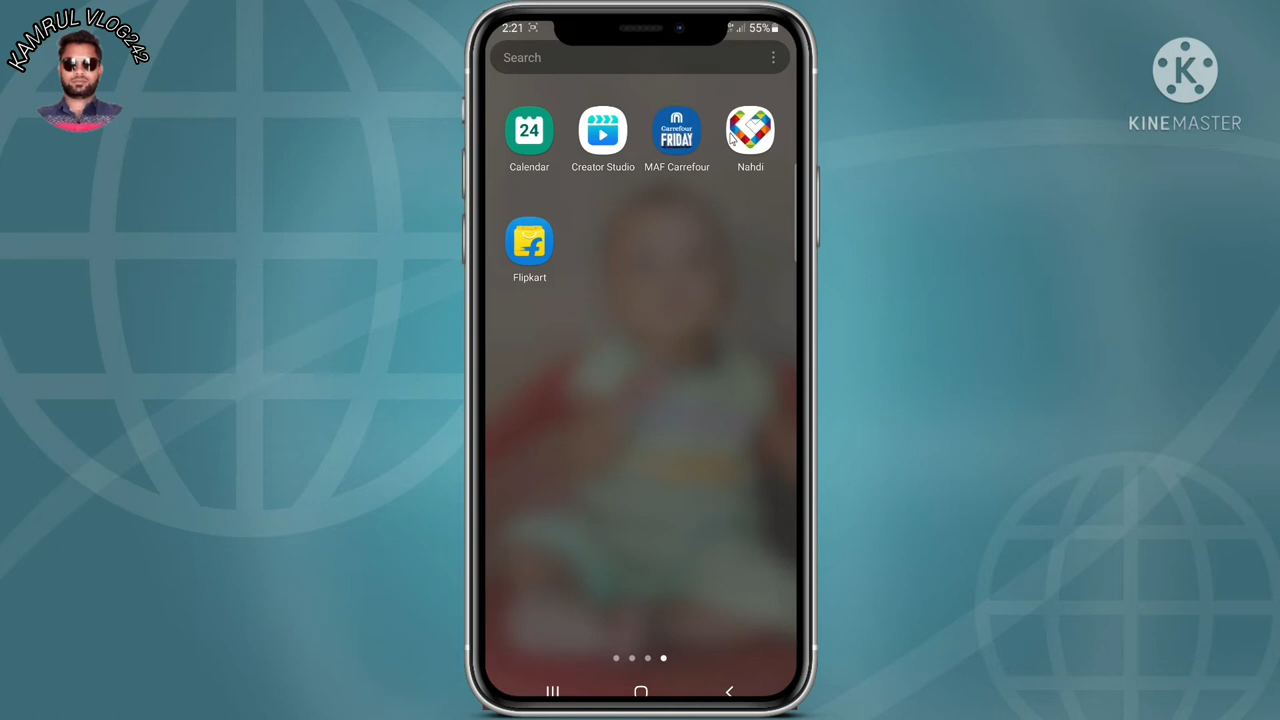 KAMRUL VLOG242
2:21
55%
Search
K
KINEMASTER
24
Carrefour
FRIDAY
Calendar
Creator Studio
MAF Carrefour
Nahdi
Flipkart